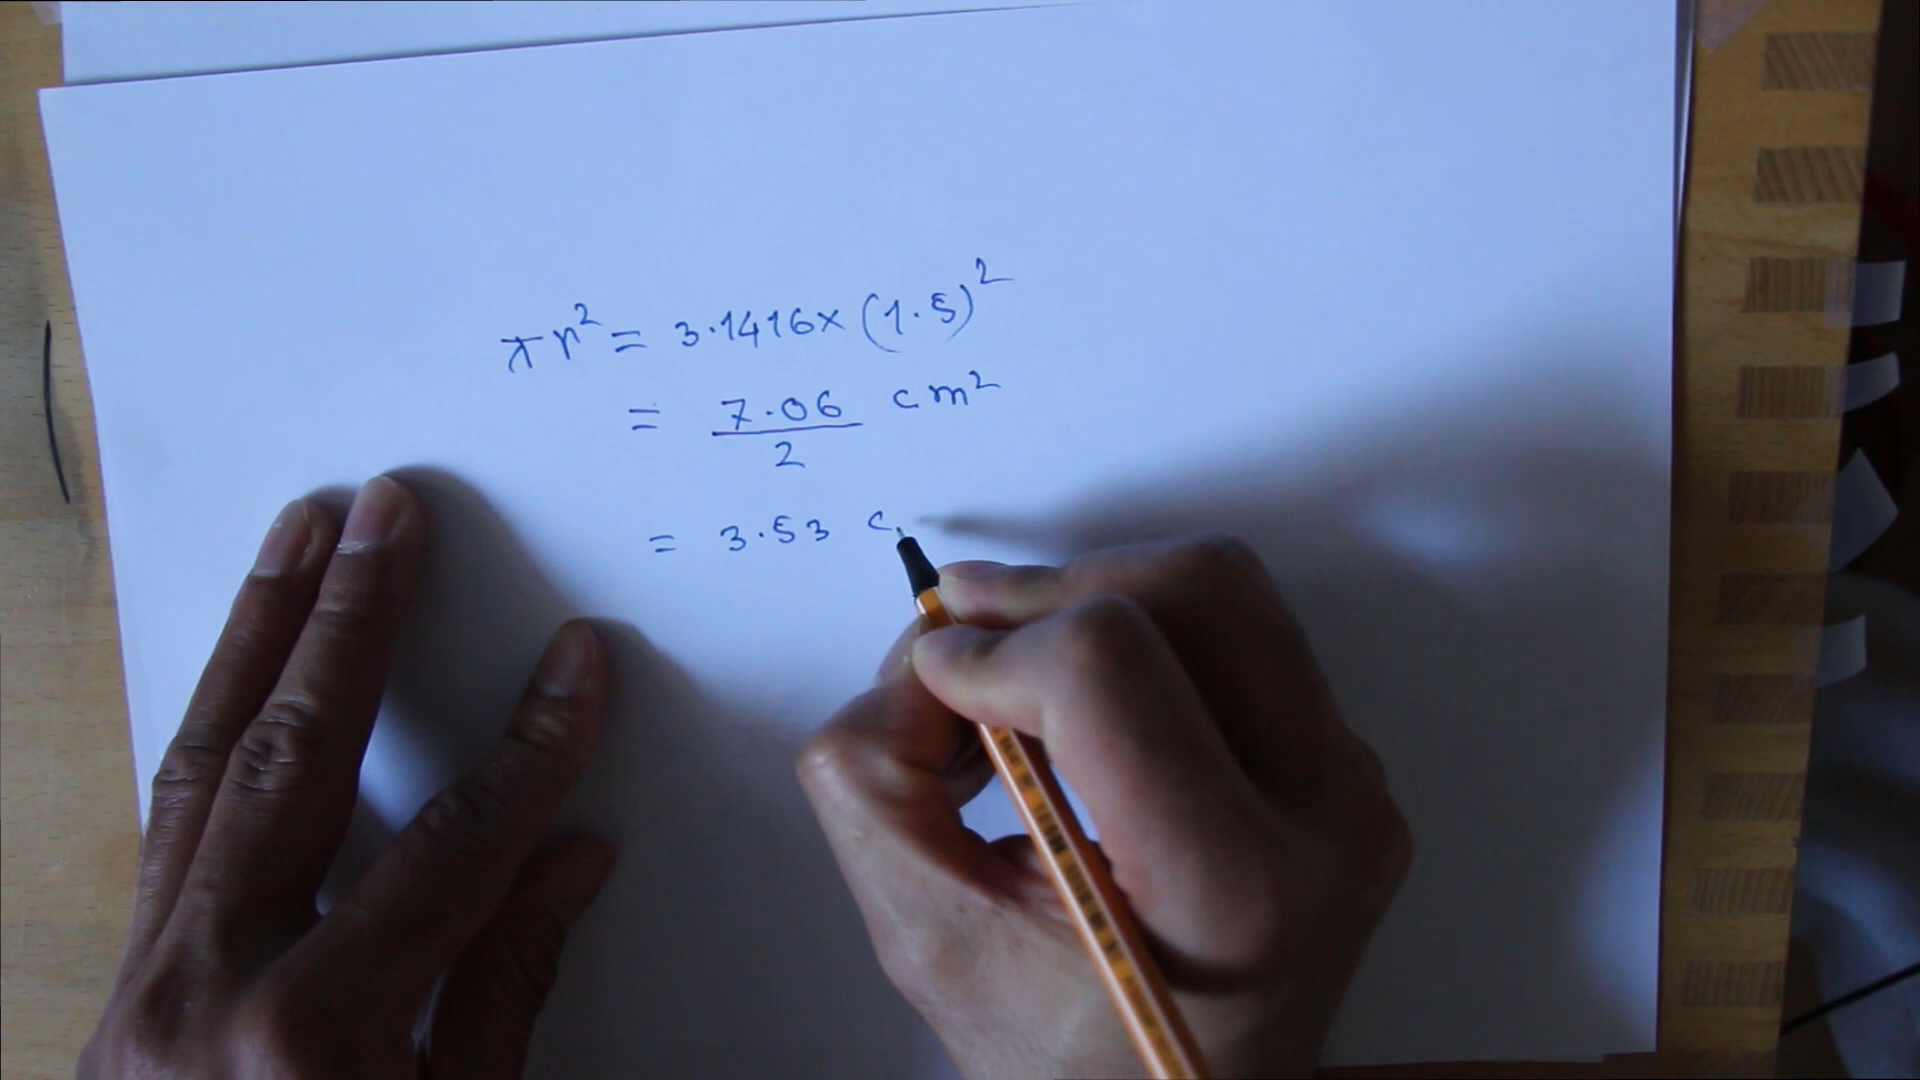 πr² = 3.1416 × (1.5)²
= 7.06/2 cm²
= 3.53 c